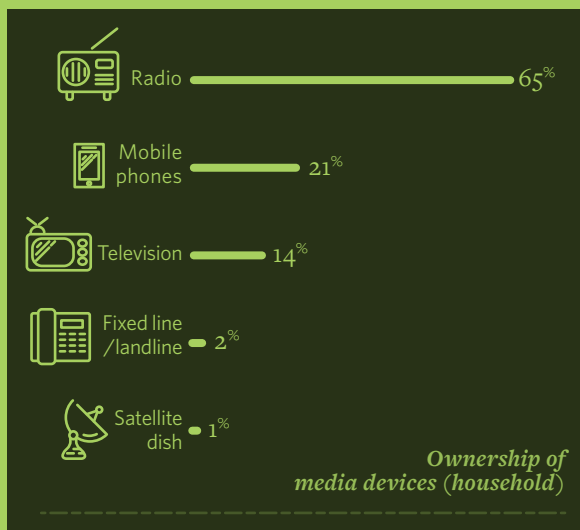 Radio 65%
Mobile
phones 21%
Television 14%
Fixed line
/landline 2%
Satellite
dish 1%
Ownership of
media devices (household)